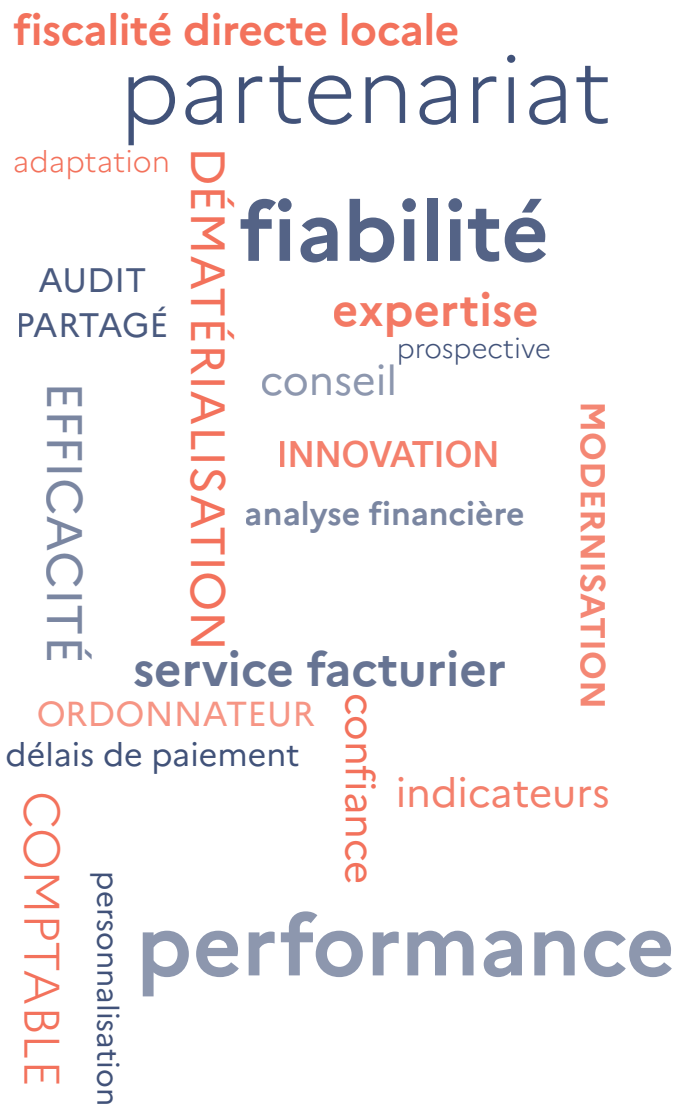 fiscalité directe locale
partenariat
adaptation
DÉMATÉRIALISATION
fiabilité
AUDIT
PARTAGÉ
expertise
prospective
conseil
EFFICACITÉ
MODERNISATION
INNOVATION
analyse financière
service facturier
ORDONNATEUR
confiance
délais de paiement
indicateurs
COMPTABLE
personnalisation
performance